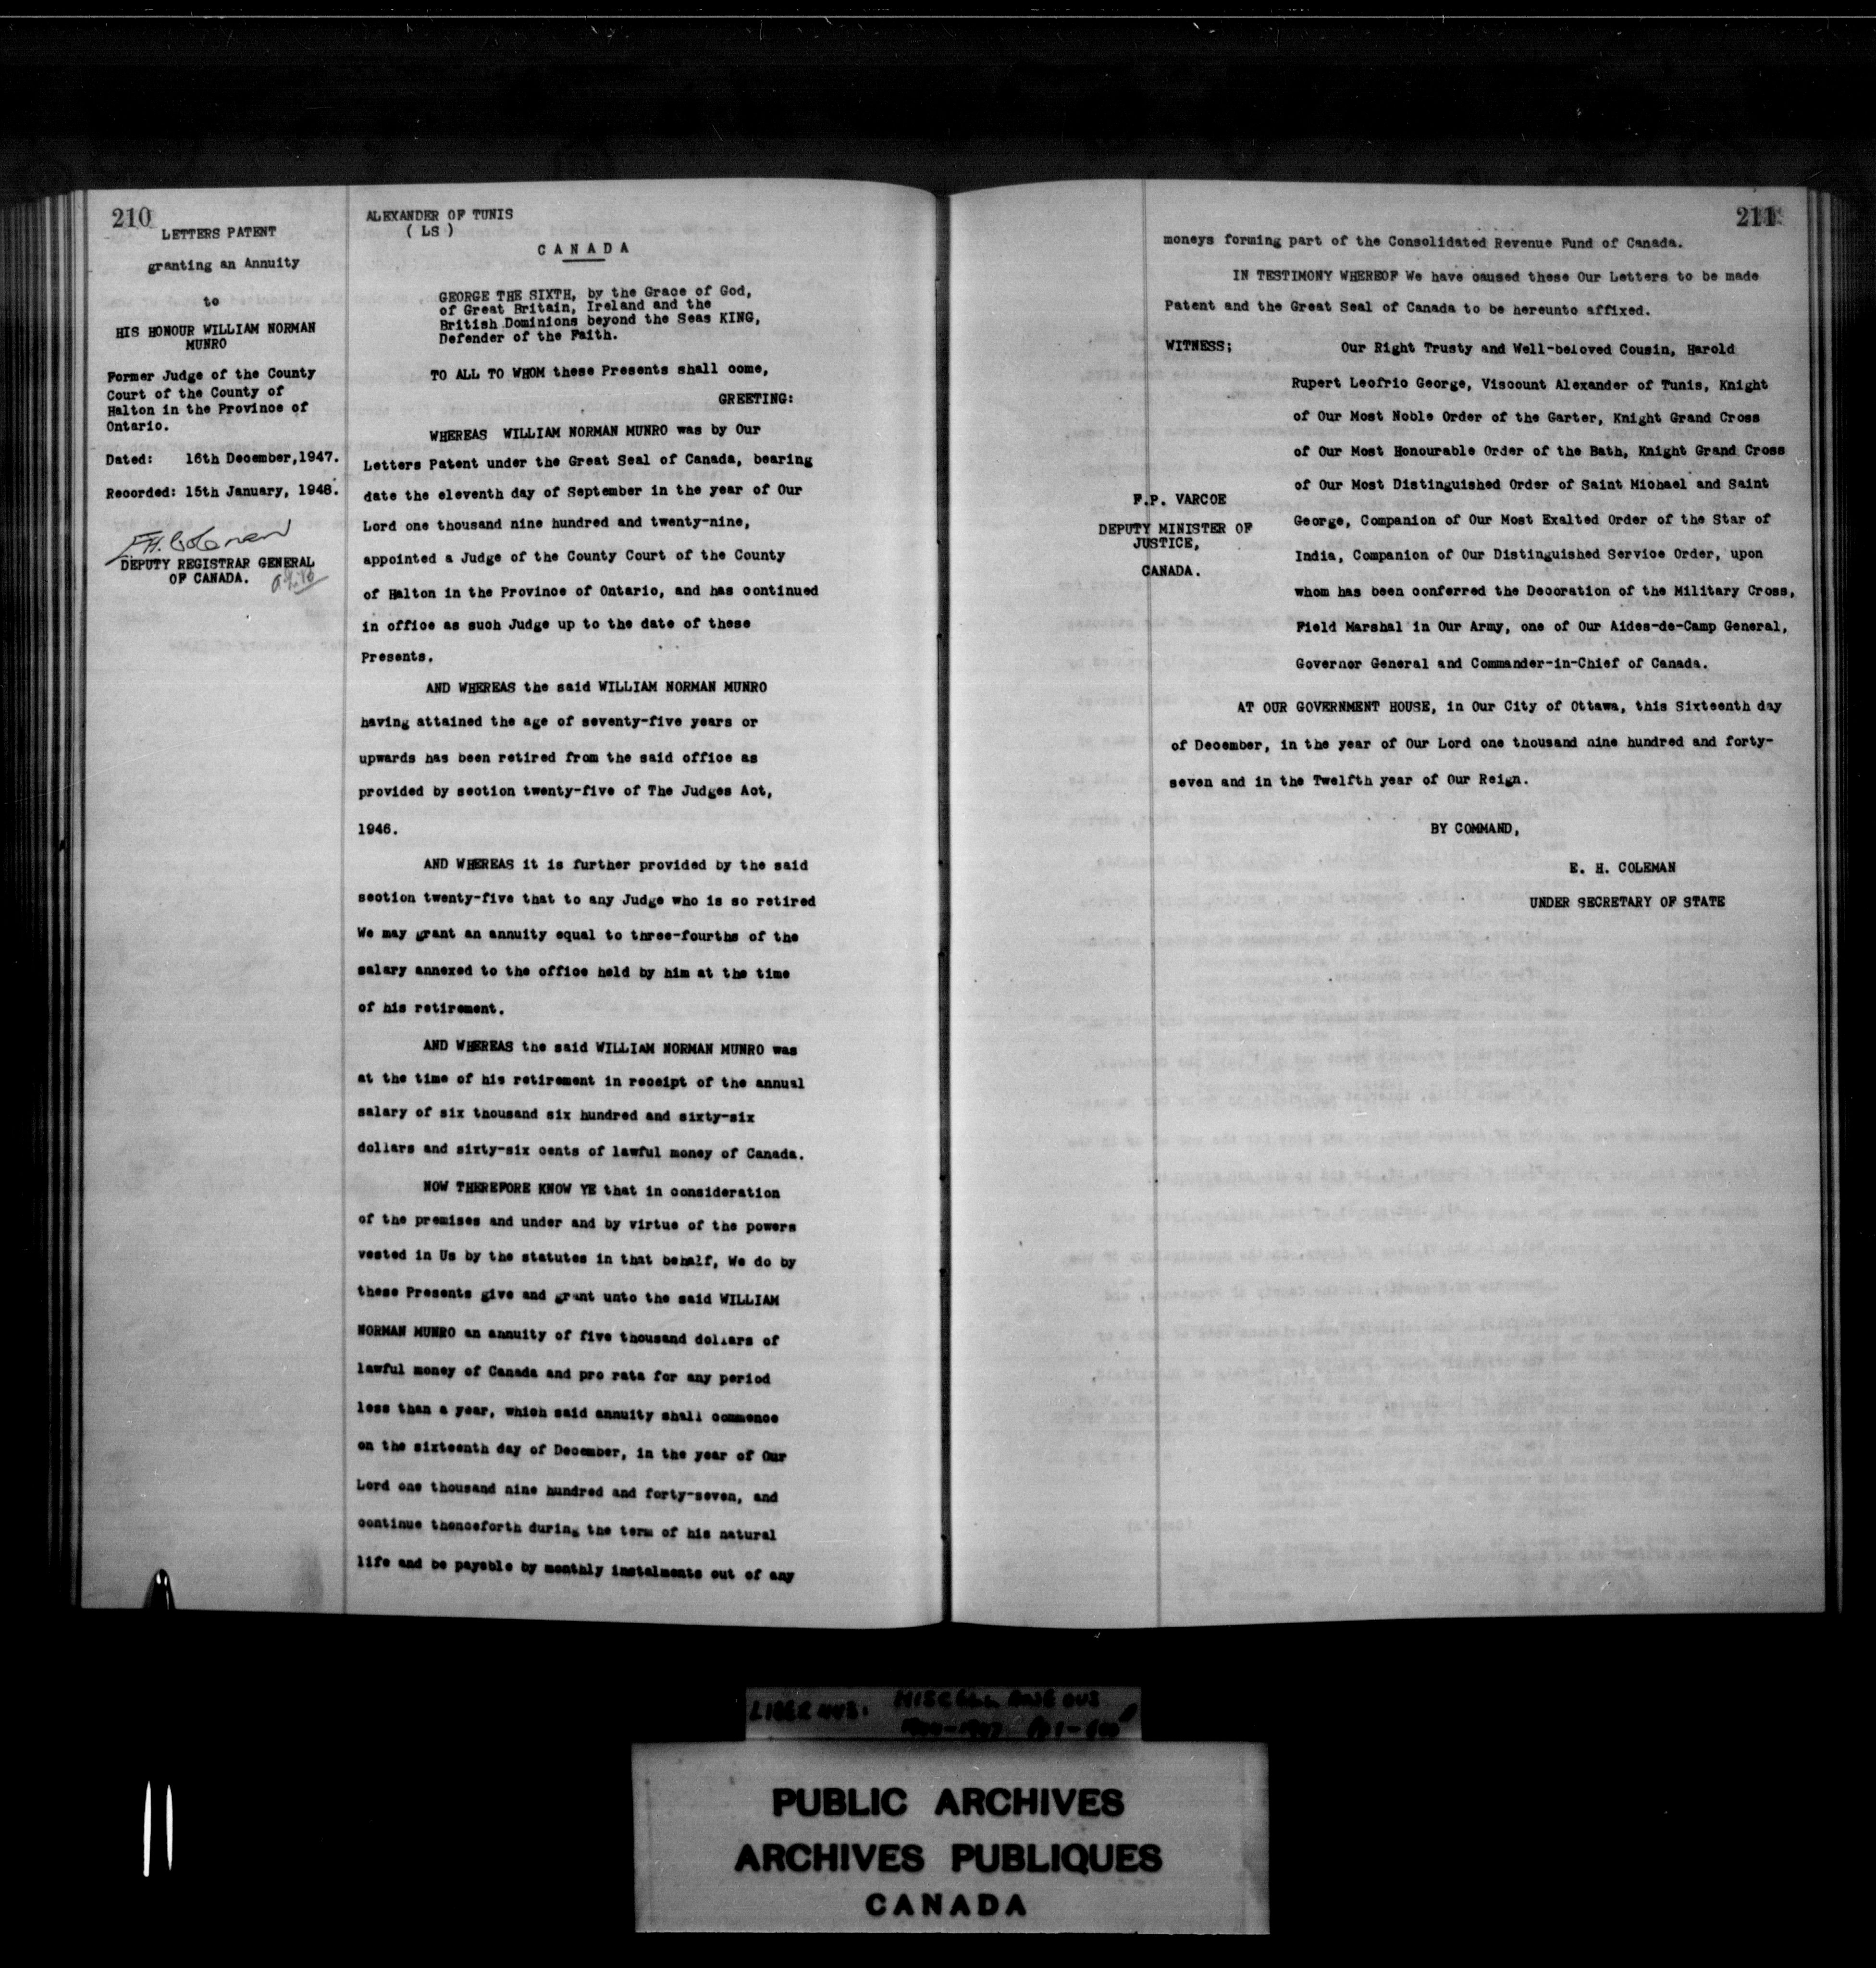 210
LETTERS PATENT
granting an Annuity
to
HIS HONOUR WILLIAM NORMAN
MUNRO
Former Judge of the County
Court of the County of
Halton in the Province of
Ontario.
Dated: 16th December,1947.
Recorded: 15th January, 1948.
E.H. Coleman
DEPUTY REGISTRAR GENERAL
OF CANADA.
ALEXANDER OF TUNIS
( LS )
CANADA
GEORGE THE SIXTH, by the Grace of God,
of Great Britain, Ireland and the
British Dominions beyond the Seas KING,
Defender of the Faith.
TO ALL TO WHOM these Presents shall come,
GREETING:
WHEREAS WILLIAM NORMAN MUNRO was by Our
Letters Patent under the Great Seal of Canada, bearing
date the eleventh day of September in the year of Our
Lord one thousand nine hundred and twenty-nine,
appointed a Judge of the County Court of the County
of Halton in the Province of Ontario, and has continued
in office as such Judge up to the date of these
Presents.
AND WHEREAS the said WILLIAM NORMAN MUNRO
having attained the age of seventy-five years or
upwards has been retired from the said office as
provided by section twenty-five of The Judges Act,
1946.
AND WHEREAS it is further provided by the said
section twenty-five that to any Judge who is so retired
We may grant an annuity equal to three-fourths of the
salary annexed to the office held by him at the time
of his retirement.
AND WHEREAS the said WILLIAM NORMAN MUNRO was
at the time of his retirement in receipt of the annual
salary of six thousand six hundred and sixty-six
dollars and sixty-six cents of lawful money of Canada.
NOW THEREFORE KNOW YE that in consideration
of the premises and under and by virtue of the powers
vested in Us by the statutes in that behalf, We do by
these Presents give and grant unto the said WILLIAM
NORMAN MUNRO an annuity of five thousand dollars of
lawful money of Canada and pro rata for any period
less than a year, which said annuity shall commence
on the sixteenth day of December, in the year of Our
Lord one thousand nine hundred and forty-seven, and
continue thenceforth during the term of his natural
life and be payable by monthly instalments out of any
211
moneys forming part of the Consolidated Revenue Fund of Canada.
IN TESTIMONY WHEREOF We have caused these Our Letters to be made
Patent and the Great Seal of Canada to be hereunto affixed.
WITNESS; Our Right Trusty and Well-beloved Cousin, Harold
Rupert Leofric George, Viscount Alexander of Tunis, Knight
of Our Most Noble Order of the Garter, Knight Grand Cross
of Our Most Honourable Order of the Bath, Knight Grand Cross
of Our Most Distinguished Order of Saint Michael and Saint
George, Companion of Our Most Exalted Order of the Star of
India, Companion of Our Distinguished Service Order, upon
whom has been conferred the Decoration of the Military Cross,
Field Marshal in Our Army, one of Our Aides-de-Camp General,
Governor General and Commander-in-Chief of Canada.
F.P. VARCOE
DEPUTY MINISTER OF
JUSTICE,
CANADA.
AT OUR GOVERNMENT HOUSE, in Our City of Ottawa, this Sixteenth day
of December, in the year of Our Lord one thousand nine hundred and forty-
seven and in the Twelfth year of Our Reign.
BY COMMAND,
E. H. COLEMAN
UNDER SECRETARY OF STATE
LIBER MISCELLANEOUS
PUBLIC ARCHIVES
ARCHIVES PUBLIQUES
CANADA